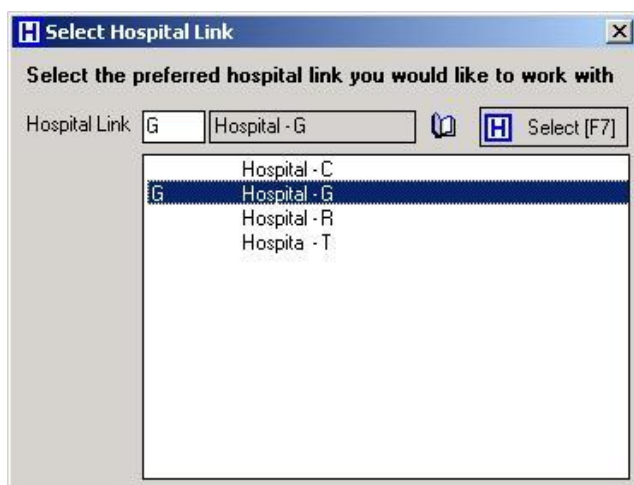 H Select Hospital Link
Select the preferred hospital link you would like to work with
Hospital Link G Hospital - G H Select [F7]
Hospital - C
G Hospital - G
Hospital - R
Hospita - T